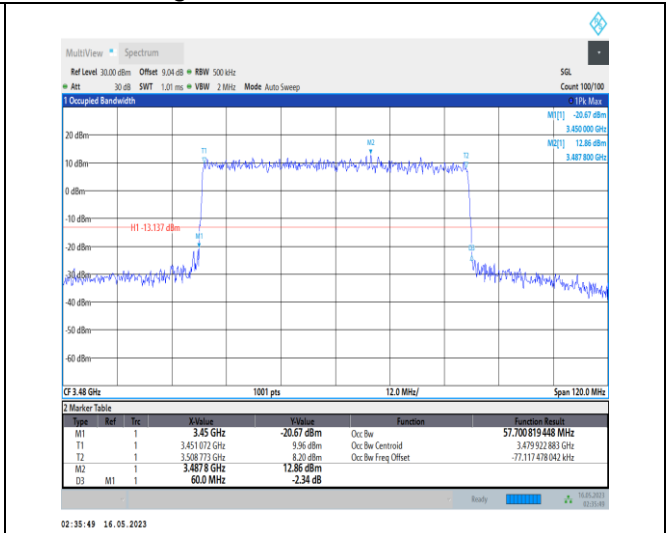 MultiView Spectrum
Ref Level 30.00 dBm Offset 9.04 dB RBW 500 kHz SGL
Att 30 dB SWT 1.01 ms VBW 2 MHz Mode Auto Sweep Count 100/100
1 Occupied Bandwidth 1Pk Max
M1[1] -20.67 dBm
3.450 000 GHz
M2[1] 12.86 dBm
3.487 800 GHz
20 dBm
M2
T1
T2
10 dBm
0 dBm
-10 dBm
H1 -13.137 dBm
M1
-20 dBm
D3
-30 dBm
-40 dBm
-50 dBm
-60 dBm
CF 3.48 GHz 1001 pts 12.0 MHz/ Span 120.0 MHz
2 Marker Table
Type Ref Trc X-Value Y-Value Function Function Result
M1 1 3.45 GHz -20.67 dBm Occ Bw 57.700 819 448 MHz
T1 1 3.451 072 GHz 9.96 dBm Occ Bw Centroid 3.479 922 883 GHz
T2 1 3.508 773 GHz 8.20 dBm Occ Bw Freq Offset -77.117 478 042 kHz
M2 1 3.487 8 GHz 12.86 dBm
D3 M1 1 60.0 MHz -2.34 dB
Ready 16.05.2023
02:35:49
02:35:49 16.05.2023